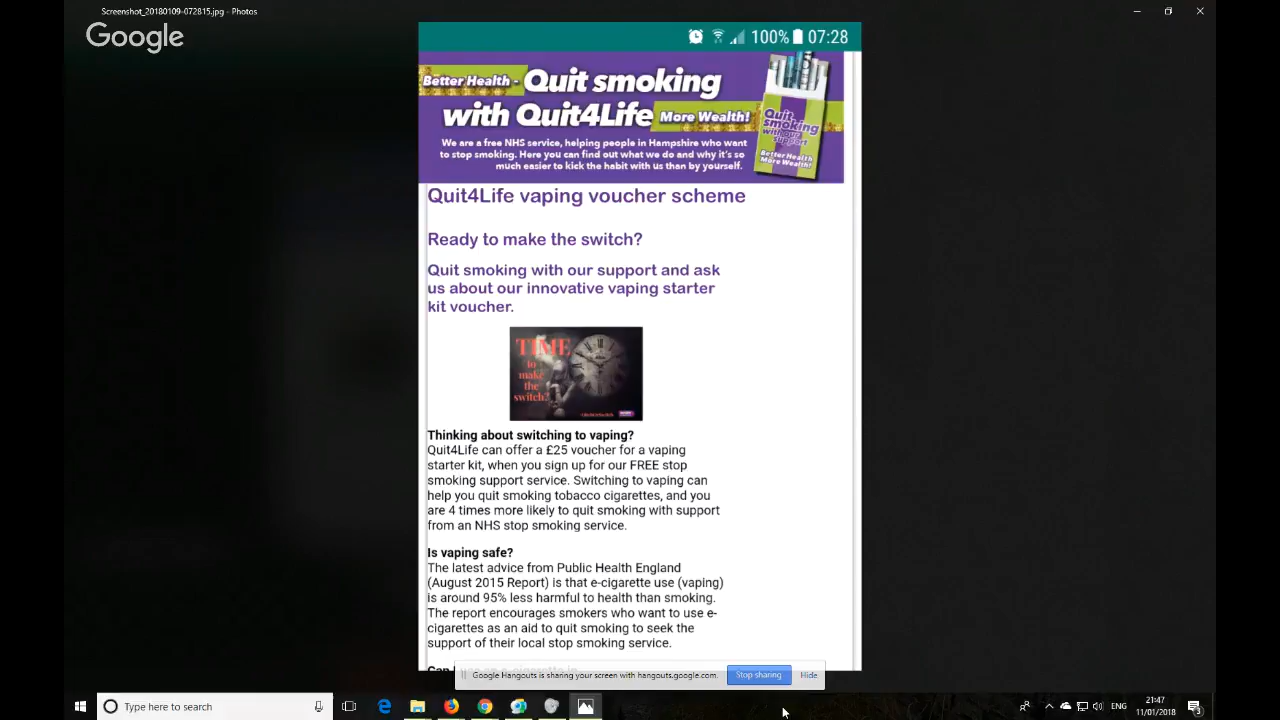 Screenshot_20180109-072815.jpg - Photos
Google
100% 07:28
Better Health - Quit smoking
with Quit4Life More Wealth!
We are a free NHS service, helping people in Hampshire who want
to stop smoking. Here you can find out what we do and why it's so
much easier to kick the habit with us than by yourself.
Quit
smoking
with our
support
Better Health
More Wealth!
Quit4Life vaping voucher scheme
Ready to make the switch?
Quit smoking with our support and ask
us about our innovative vaping starter
kit voucher.
TIME
to
make
the
switch?
Thinking about switching to vaping?
Quit4Life can offer a £25 voucher for a vaping
starter kit, when you sign up for our FREE stop
smoking support service. Switching to vaping can
help you quit smoking tobacco cigarettes, and you
are 4 times more likely to quit smoking with support
from an NHS stop smoking service.
Is vaping safe?
The latest advice from Public Health England
(August 2015 Report) is that e-cigarette use (vaping)
is around 95% less harmful to health than smoking.
The report encourages smokers who want to use e-
cigarettes as an aid to quit smoking to seek the
support of their local stop smoking service.
Google Hangouts is sharing your screen with hangouts.google.com.
Stop sharing
Hide
Type here to search
ENG
21:47
11/01/2018